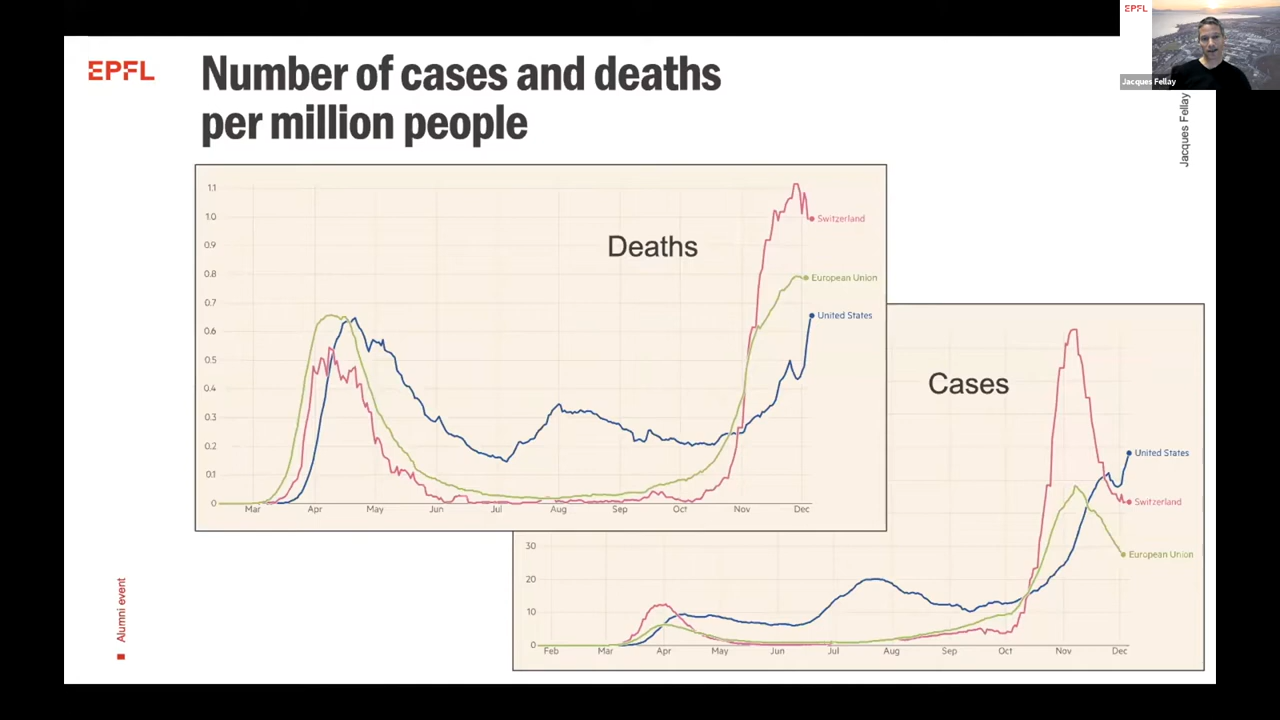 EPFL
Number of cases and deaths
per million people
EPFL
Jacques Fellay
Jacques Fellay
Deaths
1.1
1.0
0.9
0.8
0.7
0.6
0.5
0.4
0.3
0.2
0.1
0
Mar Apr May Jun Jul Aug Sep Oct Nov Dec
Switzerland
European Union
United States
Cases
30
20
10
0
Feb Mar Apr May Jun Jul Aug Sep Oct Nov Dec
United States
Switzerland
European Union
Alumni event